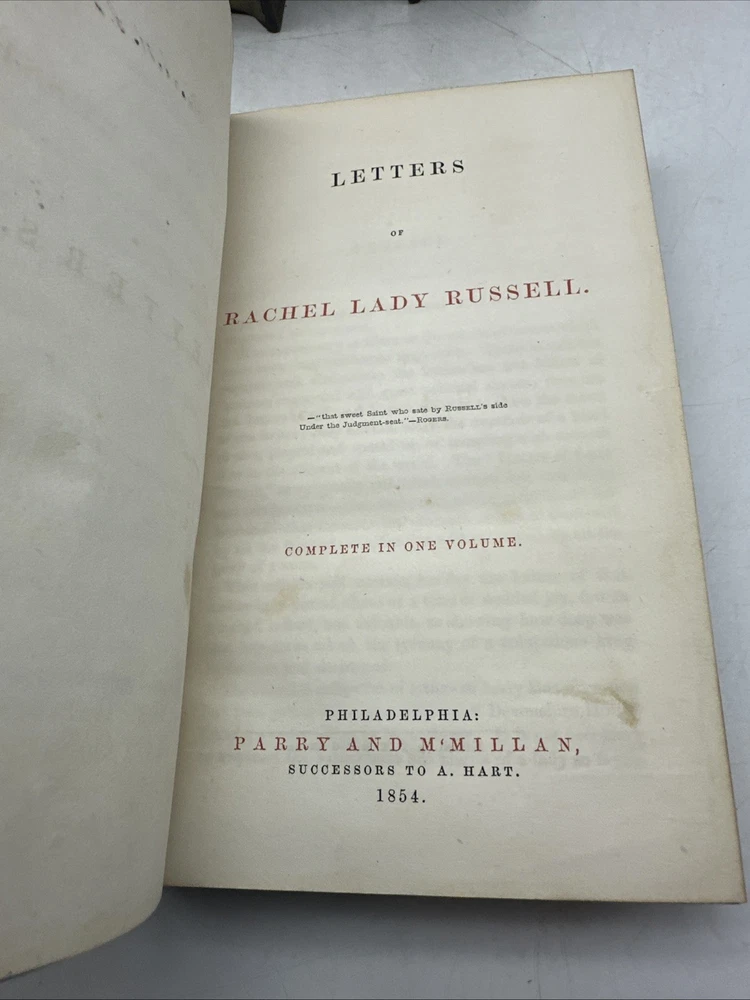 LETTERS
OF
RACHEL LADY RUSSELL.
—"that sweet Saint who sate by RUSSELL'S side
Under the Judgment-seat."—ROGERS.
COMPLETE IN ONE VOLUME.
PHILADELPHIA:
PARRY AND M‘MILLAN,
SUCCESSORS TO A. HART.
1854.